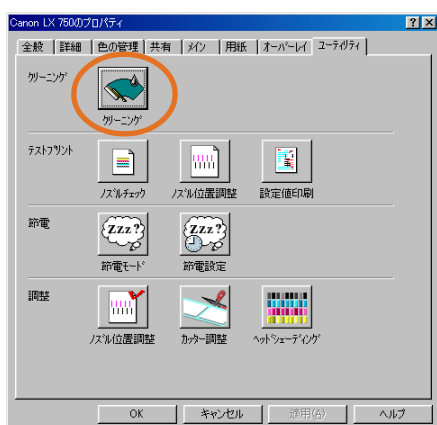 Canon LX 750のプロパティ
全般 詳細 色の管理 共有 メイン 用紙 オーバーレイ ユーティリティ
クリーニング
クリーニング
テストプリント
ノズルチェック ノズル位置調整 設定値印刷
節電
Zzz? Zzz?
節電モード 節電設定
調整
ノズル位置調整 カッター調整 ヘッドシェーディング
OK キャンセル 適用(A) ヘルプ